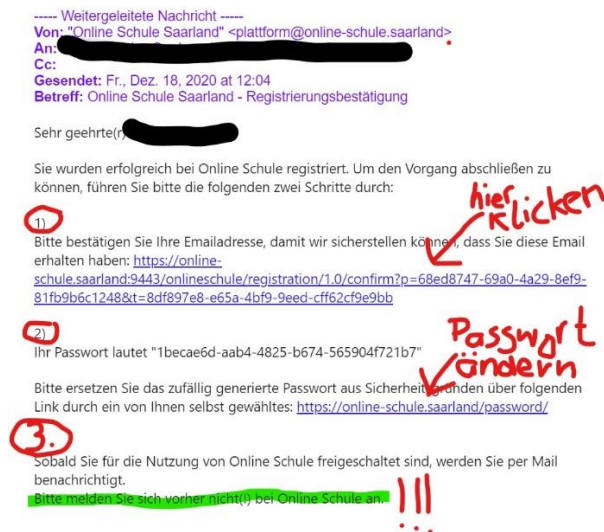 ----- Weitergeleitete Nachricht -----
Von: "Online Schule Saarland" <plattform@online-schule.saarland>
An:
Cc:
Gesendet: Fr., Dez. 18, 2020 at 12:04
Betreff: Online Schule Saarland - Registrierungsbestätigung
Sehr geehrte(r)
Sie wurden erfolgreich bei Online Schule registriert. Um den Vorgang abschließen zu
können, führen Sie bitte die folgenden zwei Schritte durch:
hier
klicken
1)
Bitte bestätigen Sie Ihre Emailadresse, damit wir sicherstellen können, dass Sie diese Email
erhalten haben: https://online-
schule.saarland:9443/onlineschule/registration/1.0/confirm?p=68ed8747-69a0-4a29-8ef9-
81fb9b6c1248&t=8df897e8-e65a-4bf9-9eed-cff62cf9e9bb
Passwort
ändern
2)
Ihr Passwort lautet "1becae6d-aab4-4825-b674-565904f721b7"
Bitte ersetzen Sie das zufällig generierte Passwort aus Sicherheitsgründen über folgenden
Link durch ein von Ihnen selbst gewähltes: https://online-schule.saarland/password/
3.
Sobald Sie für die Nutzung von Online Schule freigeschaltet sind, werden Sie per Mail
benachrichtigt.
Bitte melden Sie sich vorher nicht(!) bei Online Schule an. !!!